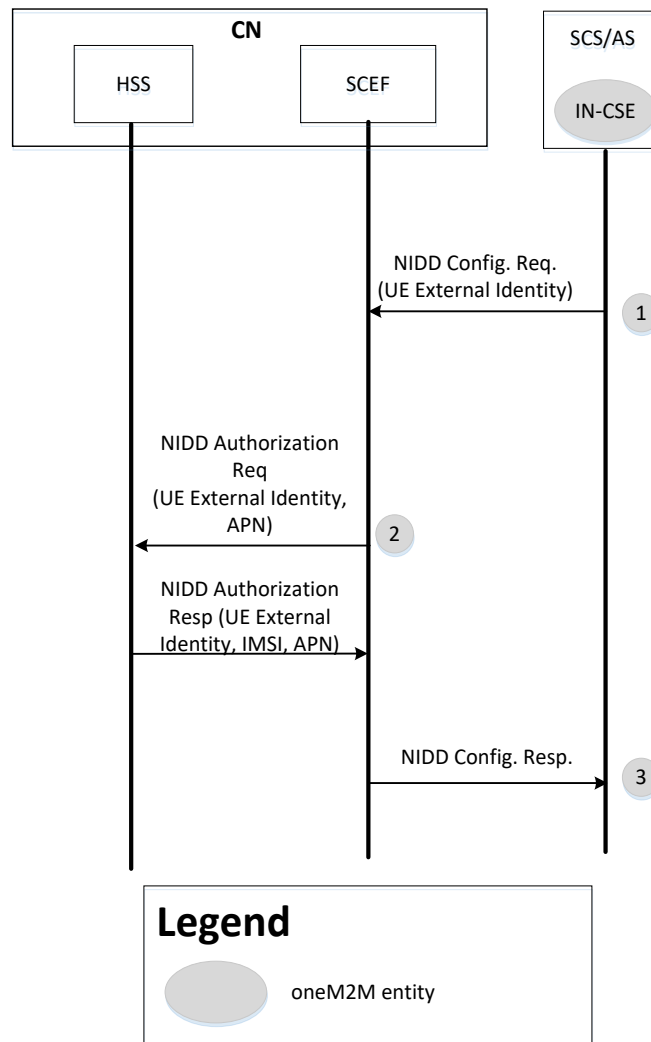 CN
SCS/AS
HSS
SCEF
IN-CSE
NIDD Config. Req.
(UE External Identity)
1
NIDD Authorization
Req
(UE External Identity,
APN)
2
NIDD Authorization
Resp (UE External
Identity, IMSI, APN)
NIDD Config. Resp.
3
Legend
oneM2M entity